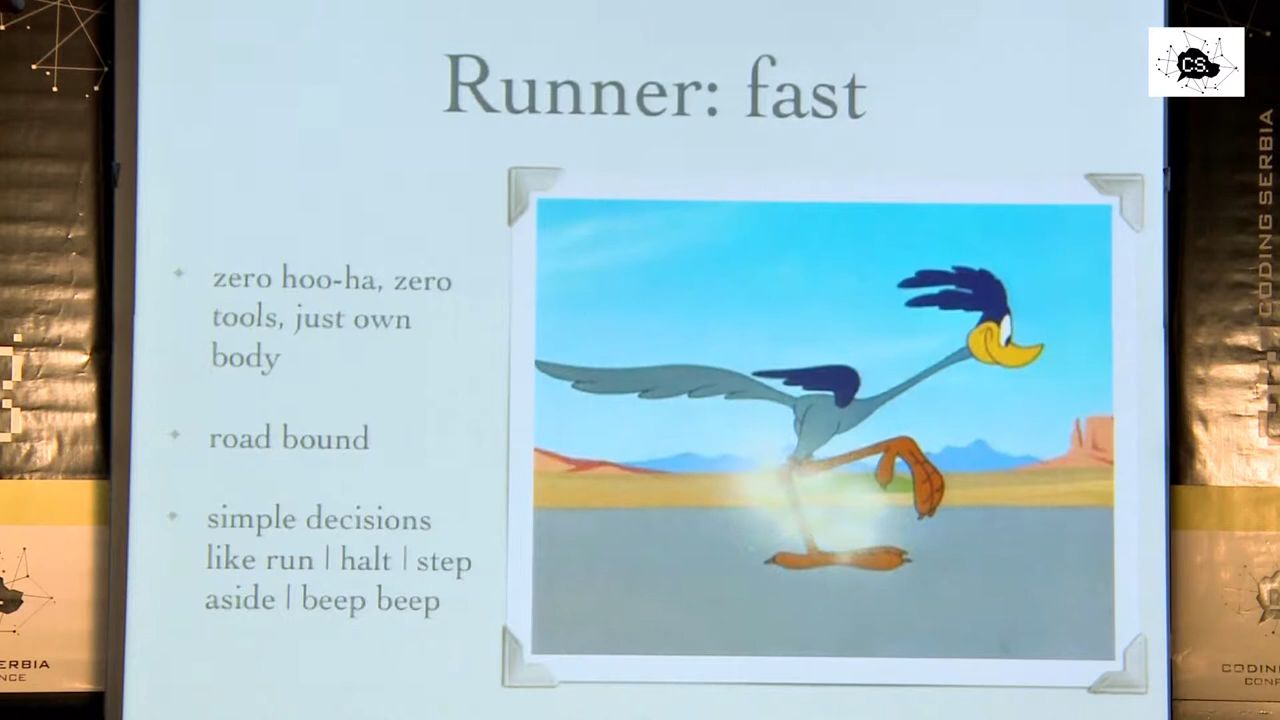 Runner: fast
CS.
zero hoo-ha, zero
tools, just own
body
road bound
simple decisions
like run | halt | step
aside | beep beep
CODING SERBIA
ERBIA
NCE
CODIN
CONF